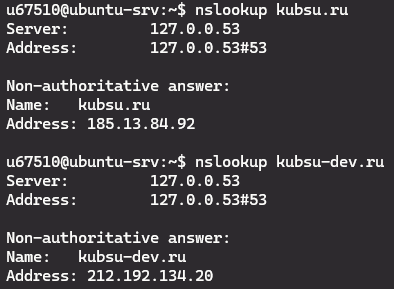 u67510@ubuntu-srv:~$ nslookup kubsu.ru
Server:         127.0.0.53
Address:        127.0.0.53#53

Non-authoritative answer:
Name:   kubsu.ru
Address: 185.13.84.92

u67510@ubuntu-srv:~$ nslookup kubsu-dev.ru
Server:         127.0.0.53
Address:        127.0.0.53#53

Non-authoritative answer:
Name:   kubsu-dev.ru
Address: 212.192.134.20